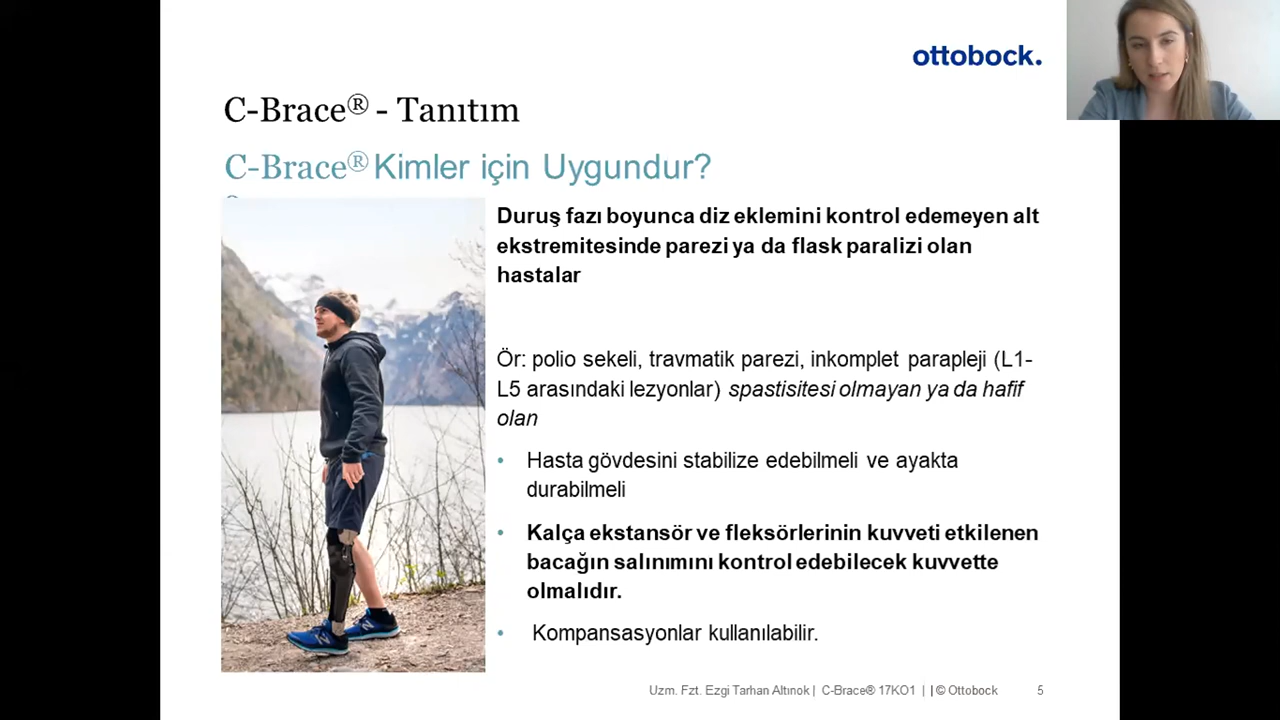 ottobock.
C-Brace® - Tanıtım
C-Brace® Kimler için Uygundur?
Duruş fazı boyunca diz eklemini kontrol edemeyen alt
ekstremitesinde parezi ya da flask paralizi olan
hastalar
Ör: polio sekeli, travmatik parezi, inkomplet parapleji (L1-
L5 arasındaki lezyonlar) spastisitesi olmayan ya da hafif
olan
• Hasta gövdesini stabilize edebilmeli ve ayakta
durabilmeli
• Kalça ekstansör ve fleksörlerinin kuvveti etkilenen
bacağın salınımını kontrol edebilecek kuvvette
olmalıdır.
• Kompansasyonlar kullanılabilir.
Uzm. Fzt. Ezgi Tarhan Altınok | C-Brace® 17KO1 | | © Ottobock 5